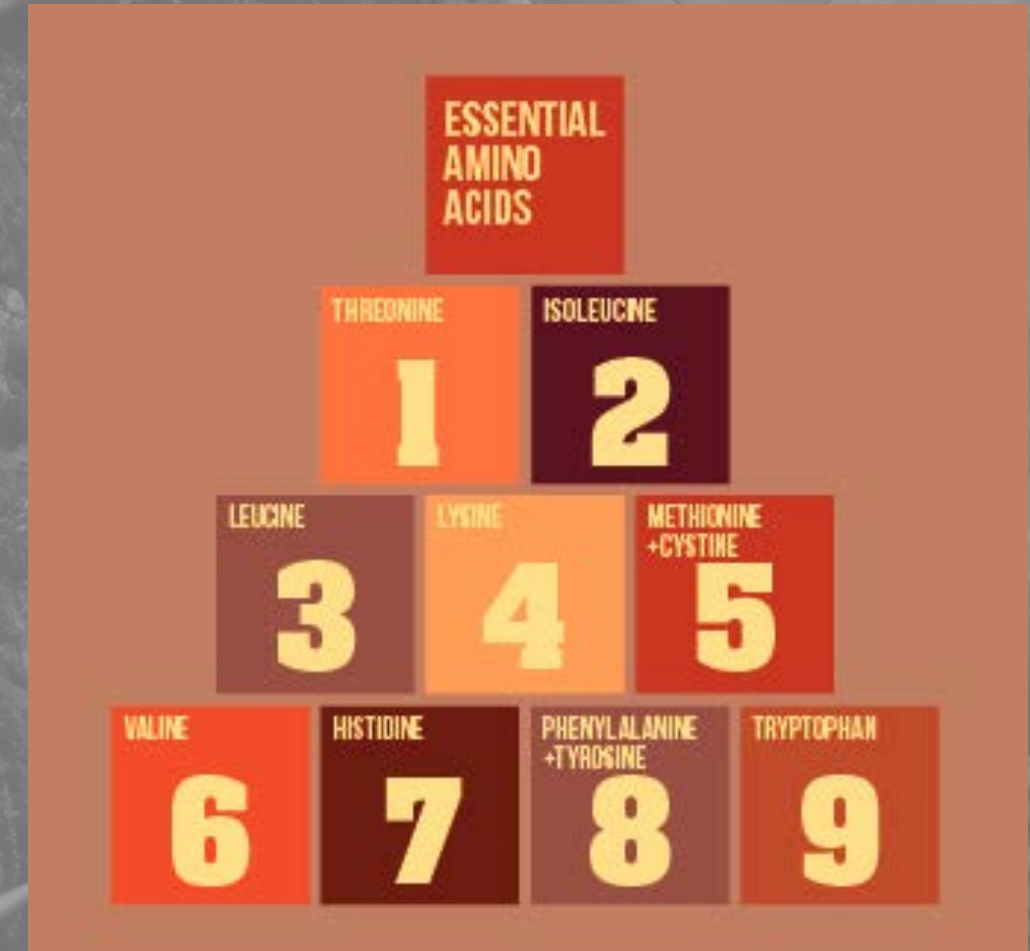 ESSENTIAL
AMINO
ACIDS
THREONINE
1
ISOLEUCINE
2
LEUCINE
3
LYSINE
4
METHIONINE
+CYSTINE
5
VALINE
6
HISTIDINE
7
PHENYLALANINE
+TYROSINE
8
TRYPTOPHAN
9